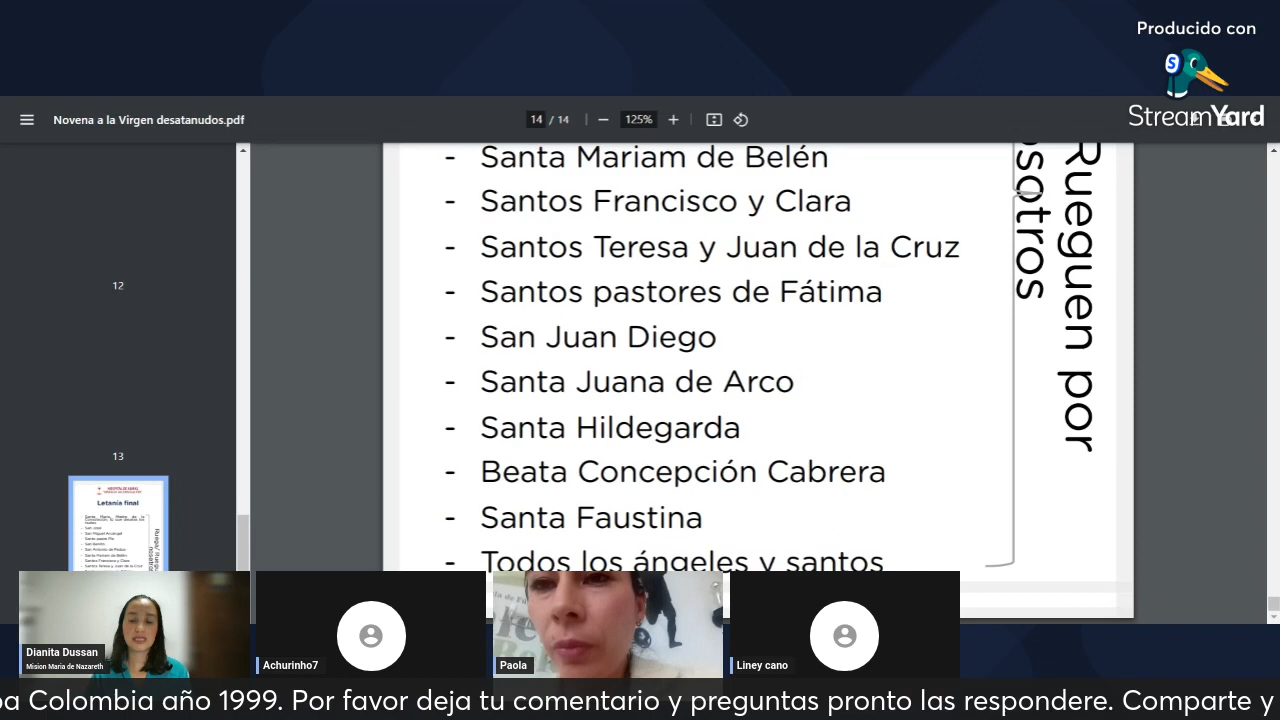 Producido con
StreamYard
Novena a la Virgen desatanudos.pdf
14 / 14
125%
12
13
Letanía final
- Santa Mariam de Belén
- Santos Francisco y Clara
- Santos Teresa y Juan de la Cruz
- Santos pastores de Fátima
- San Juan Diego
- Santa Juana de Arco
- Santa Hildegarda
- Beata Concepción Cabrera
- Santa Faustina
- Todos los ángeles y santos
Rueguen por
osotros
Dianita Dussan
Mision Maria de Nazareth
Achurinho7
Paola
Liney cano
Colombia año 1999. Por favor deja tu comentario y preguntas pronto las respondere. Comparte y